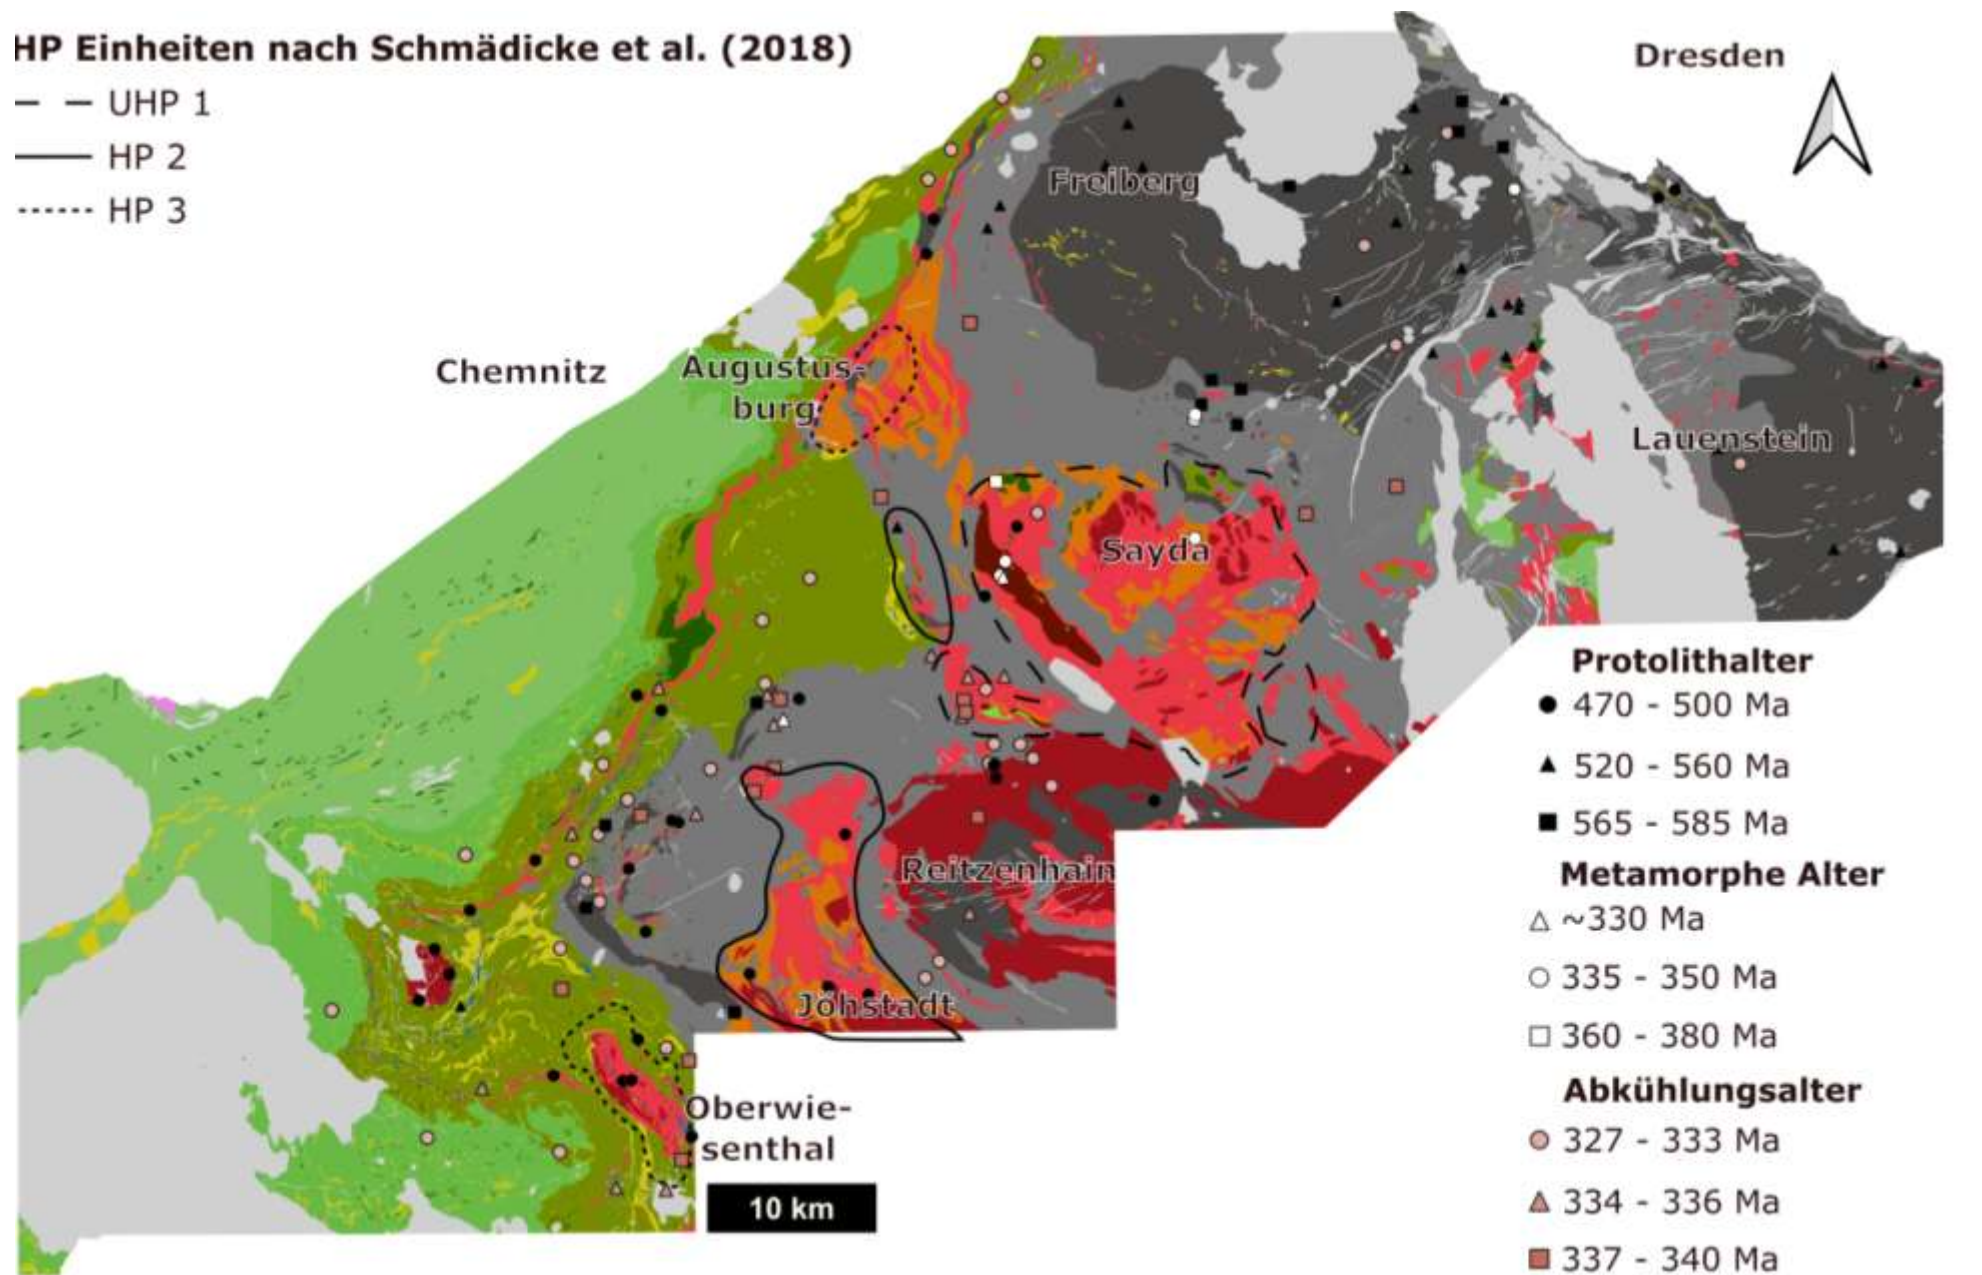 HP Einheiten nach Schmädicke et al. (2018)
UHP 1
HP 2
HP 3
Dresden
Freiberg
Chemnitz
Augustus-
burg
Lauenstein
Sayda
Reitzenhain
Jöhstadt
Oberwie-
senthal
10 km
Protolithalter
470 - 500 Ma
520 - 560 Ma
565 - 585 Ma
Metamorphe Alter
~330 Ma
335 - 350 Ma
360 - 380 Ma
Abkühlungsalter
327 - 333 Ma
334 - 336 Ma
337 - 340 Ma